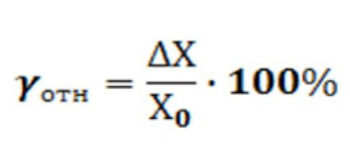 γотн = ΔX / X₀ · 100%